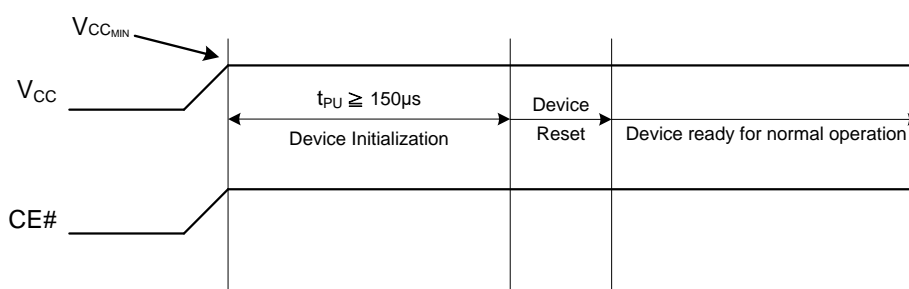 VCCMIN
VCC
tPU ≧ 150µs
Device Initialization
Device
Reset
Device ready for normal operation
CE#